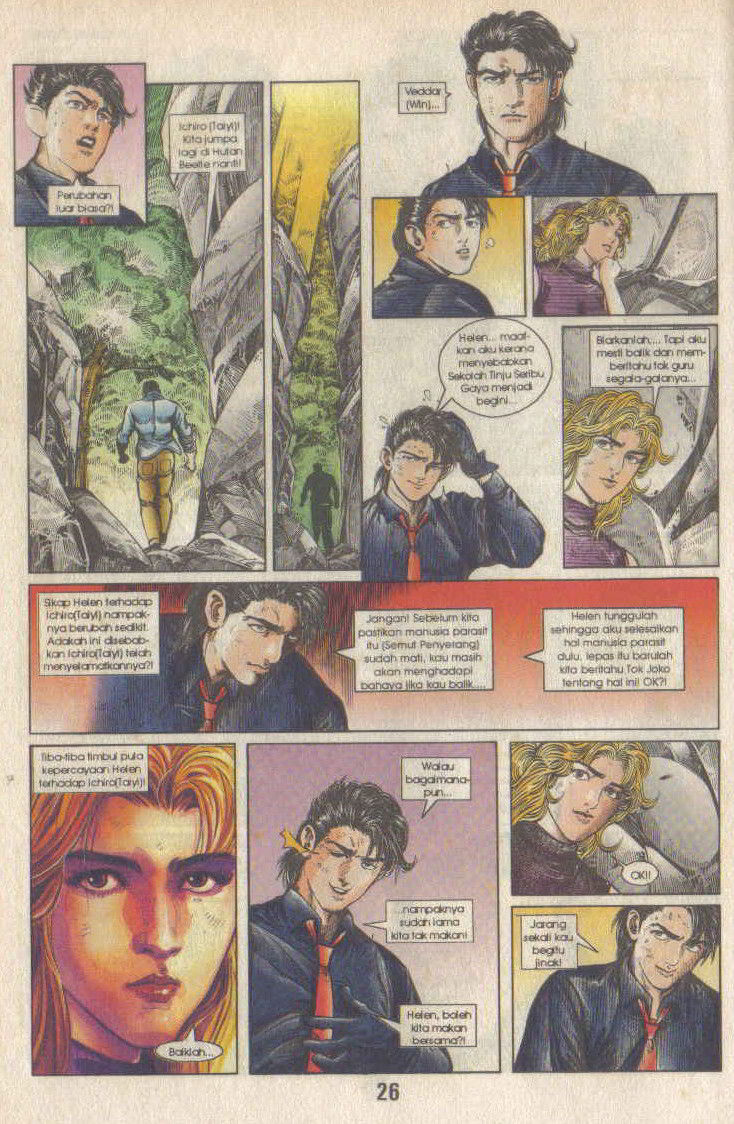 Perubahan
luar biasa?!
Ichiro(Taiyi)!
Kita jumpa
lagi di Hutan
Beetle nanti!
Veddar
(Win)...
Helen... maaf-
kan aku kerana
menyebabkan
Sekolah Tinju Seribu
Gaya menjadi
begini...
Biarkanlah.... Tapi aku
mesti balik dan mem-
beritahu tok guru
segala-galanya...
Sikap Helen terhadap
Ichiro(Taiyi) nampak-
nya berubah sedikit.
Adakah ini disebab-
kan Ichiro(Taiyi) telah
menyelamatkannya?!
Jangan! Sebelum kita
pastikan manusia parasit
itu (Semut Penyerang)
sudah mati, kau masih
akan menghadapi
bahaya jika kau balik....
Helen tunggulah
sehingga aku selesaikan
hal manusia parasit
dulu, lepas itu barulah
kita beritahu Tok Joko
tentang hal ini! OK?!
Tiba-tiba timbul pula
kepercayaan Helen
terhadap Ichiro(Taiyi)!
Baiklah...
Walau
bagaimana-
pun...
...nampaknya
sudah lama
kita tak makan!
Helen, boleh
kita makan
bersama?!
OK!!
Jarang
sekali kau
begitu
jinak!
26